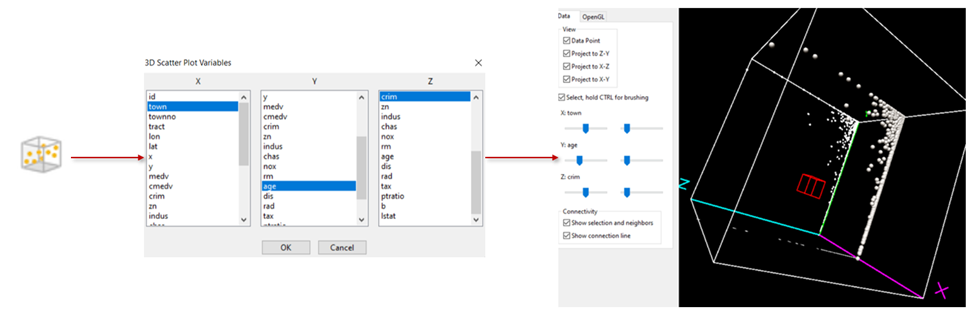 3D Scatter Plot Variables
X
Y
Z
id
town
townno
tract
lon
lat
x
y
medv
cmedv
crim
zn
indus
y
medv
cmedv
crim
zn
indus
chas
nox
rm
age
dis
rad
tax
ptratio
crim
zn
indus
chas
nox
rm
age
dis
rad
tax
ptratio
b
lstat
OK
Cancel
Data
OpenGL
View
Data Point
Project to Z-Y
Project to X-Z
Project to X-Y
Select, hold CTRL for brushing
X: town
Y: age
Z: crim
Connectivity
Show selection and neighbors
Show connection line
Z
X